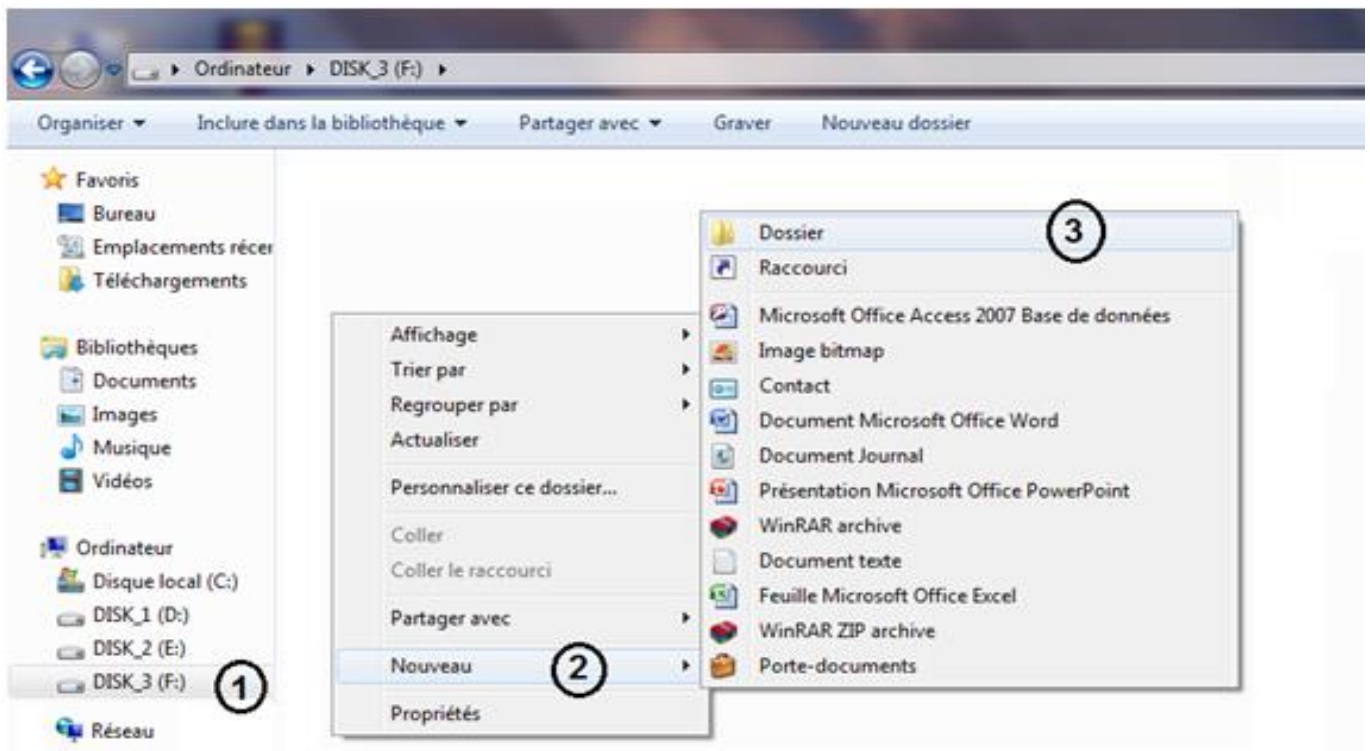 Ordinateur DISK_3 (F:)
Organiser Inclure dans la bibliothèque Partager avec Graver Nouveau dossier
Favoris
Bureau
Emplacements récer
Téléchargements
Bibliothèques
Documents
Images
Musique
Vidéos
Ordinateur
Disque local (C:)
DISK_1 (D:)
DISK_2 (E:)
DISK_3 (F:) 1
Réseau
Affichage
Trier par
Regrouper par
Actualiser
Personnaliser ce dossier...
Coller
Coller le raccourci
Partager avec
Nouveau 2
Propriétés
Dossier 3
Raccourci
Microsoft Office Access 2007 Base de données
Image bitmap
Contact
Document Microsoft Office Word
Document Journal
Présentation Microsoft Office PowerPoint
WinRAR archive
Document texte
Feuille Microsoft Office Excel
WinRAR ZIP archive
Porte-documents